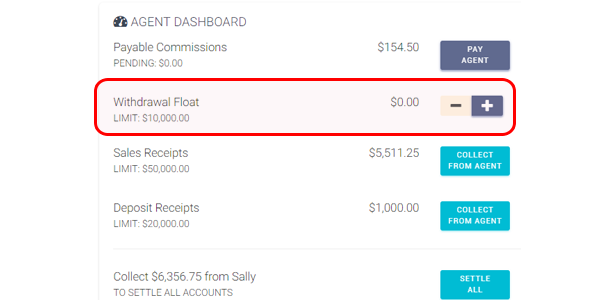 AGENT DASHBOARD
Payable Commissions $154.50 PAY
PENDING: $0.00 AGENT
Withdrawal Float $0.00 − +
LIMIT: $10,000.00
Sales Receipts $5,511.25 COLLECT
LIMIT: $50,000.00 FROM AGENT
Deposit Receipts $1,000.00 COLLECT
LIMIT: $20,000.00 FROM AGENT
Collect $6,356.75 from Sally SETTLE
TO SETTLE ALL ACCOUNTS ALL